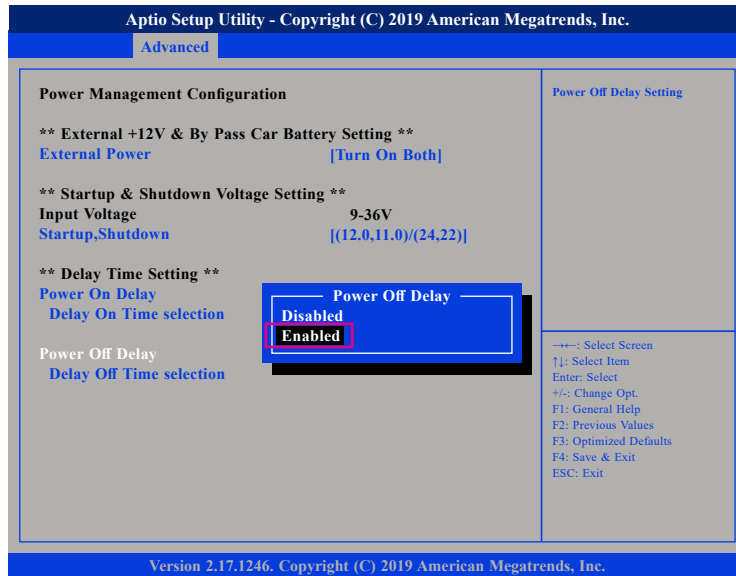 Aptio Setup Utility - Copyright (C) 2019 American Megatrends, Inc.
Advanced
Power Management Configuration
** External +12V & By Pass Car Battery Setting **
External Power [Turn On Both]
** Startup & Shutdown Voltage Setting **
Input Voltage 9-36V
Startup,Shutdown [(12.0,11.0)/(24,22)]
** Delay Time Setting **
Power On Delay
Delay On Time selection
Power Off Delay
Delay Off Time selection
Power Off Delay
Disabled
Enabled
Power Off Delay Setting
→←: Select Screen
↑↓: Select Item
Enter: Select
+/-: Change Opt.
F1: General Help
F2: Previous Values
F3: Optimized Defaults
F4: Save & Exit
ESC: Exit
Version 2.17.1246. Copyright (C) 2019 American Megatrends, Inc.